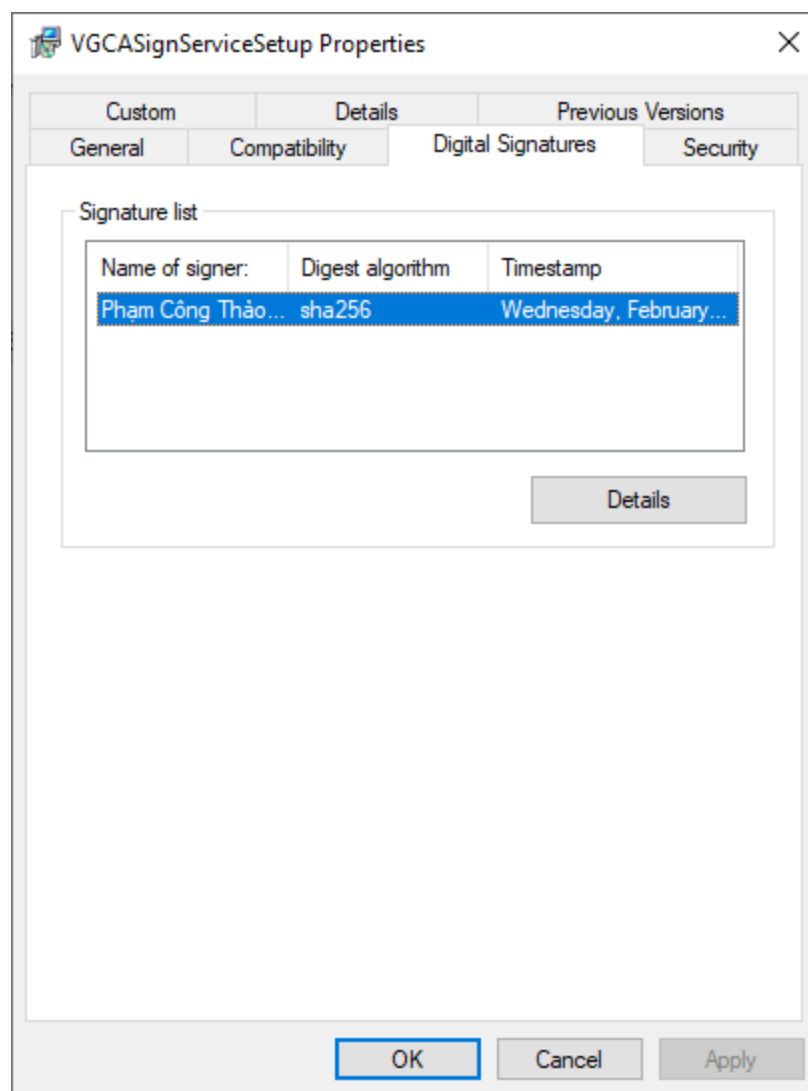 VGCASignServiceSetup Properties
Custom Details Previous Versions
General Compatibility Digital Signatures Security
Signature list
Name of signer: Digest algorithm Timestamp
Phạm Công Thảo... sha256 Wednesday, February...
Details
OK Cancel Apply